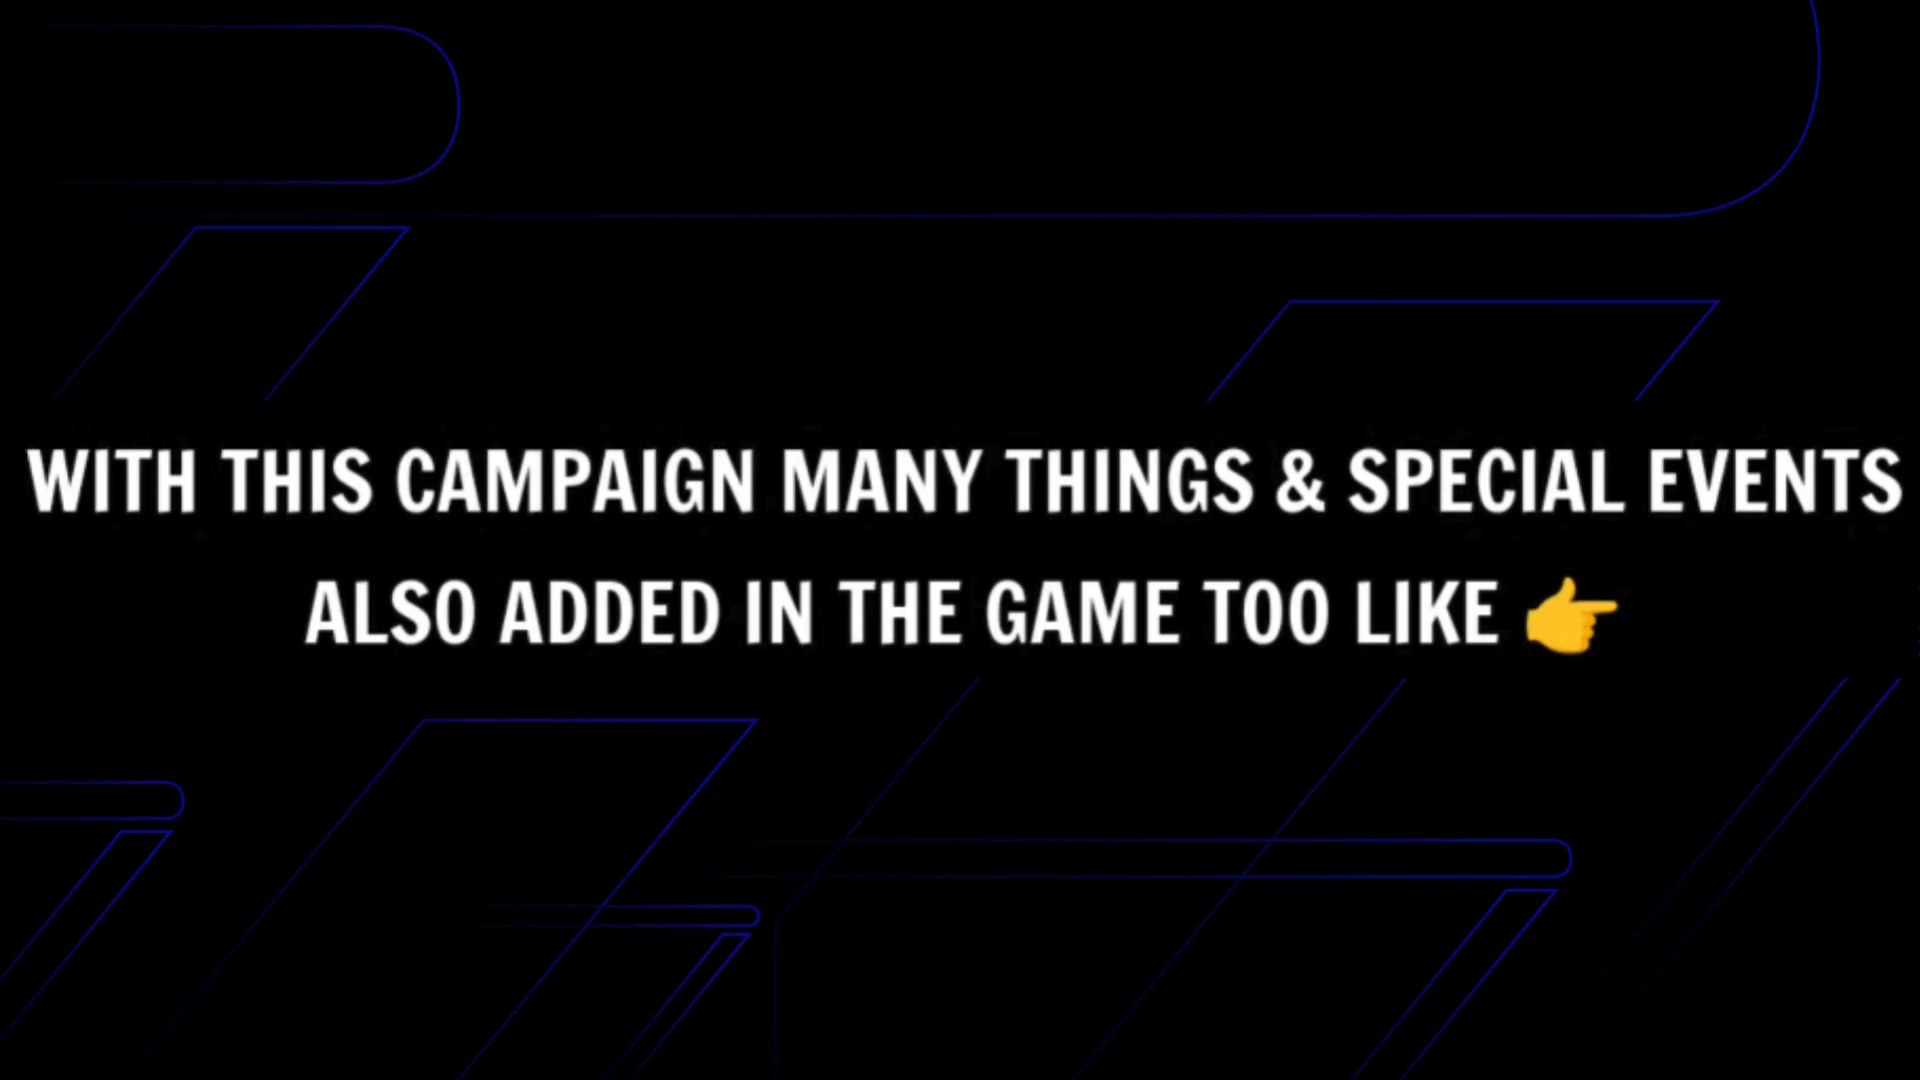 WITH THIS CAMPAIGN MANY THINGS & SPECIAL EVENTS
ALSO ADDED IN THE GAME TOO LIKE 👉